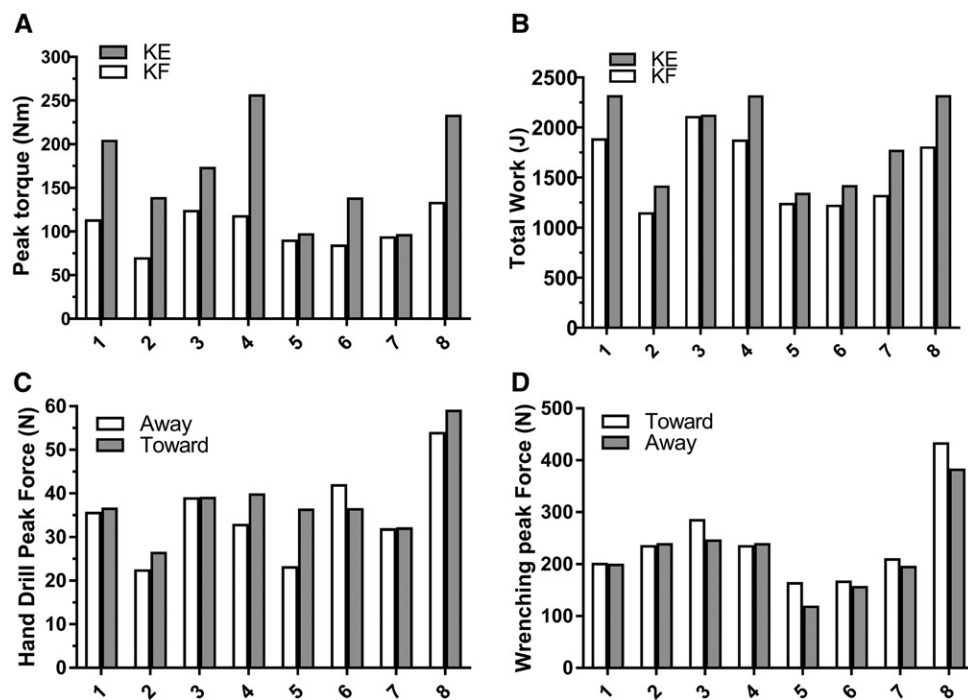 A
KE
KF
Peak torque (Nm)
300
250
200
150
100
50
0
1 2 3 4 5 6 7 8
B
KE
KF
Total Work (J)
2500
2000
1500
1000
500
0
1 2 3 4 5 6 7 8
C
Away
Toward
Hand Drill Peak Force (N)
60
50
40
30
20
10
0
1 2 3 4 5 6 7 8
D
Toward
Away
Wrenching peak Force (N)
500
400
300
200
100
0
1 2 3 4 5 6 7 8